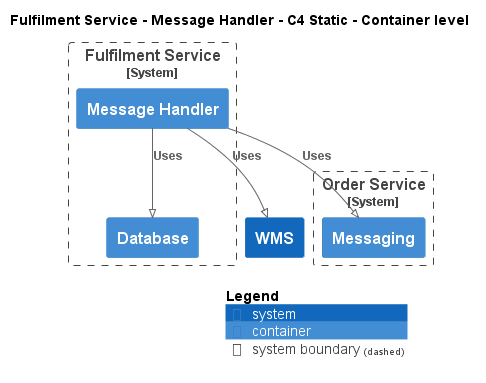 Fulfilment Service - Message Handler - C4 Static - Container level
Fulfilment Service
[System]
Message Handler
Uses
Uses
Uses
Order Service
[System]
Database
WMS
Messaging
Legend
system
container
system boundary (dashed)